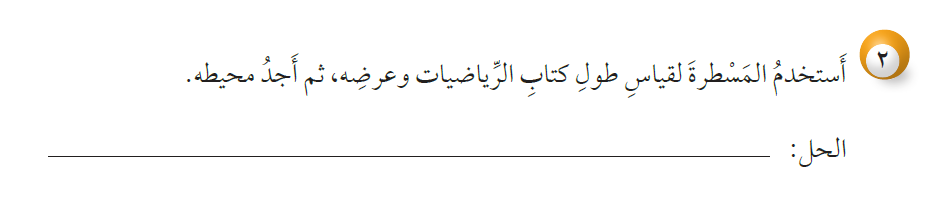 ٢
أَستخدمُ المَسْطرةَ لقياسِ طولِ كتابِ الرِّياضيات وعرضِه، ثم أَجدُ محيطه.
الحل: